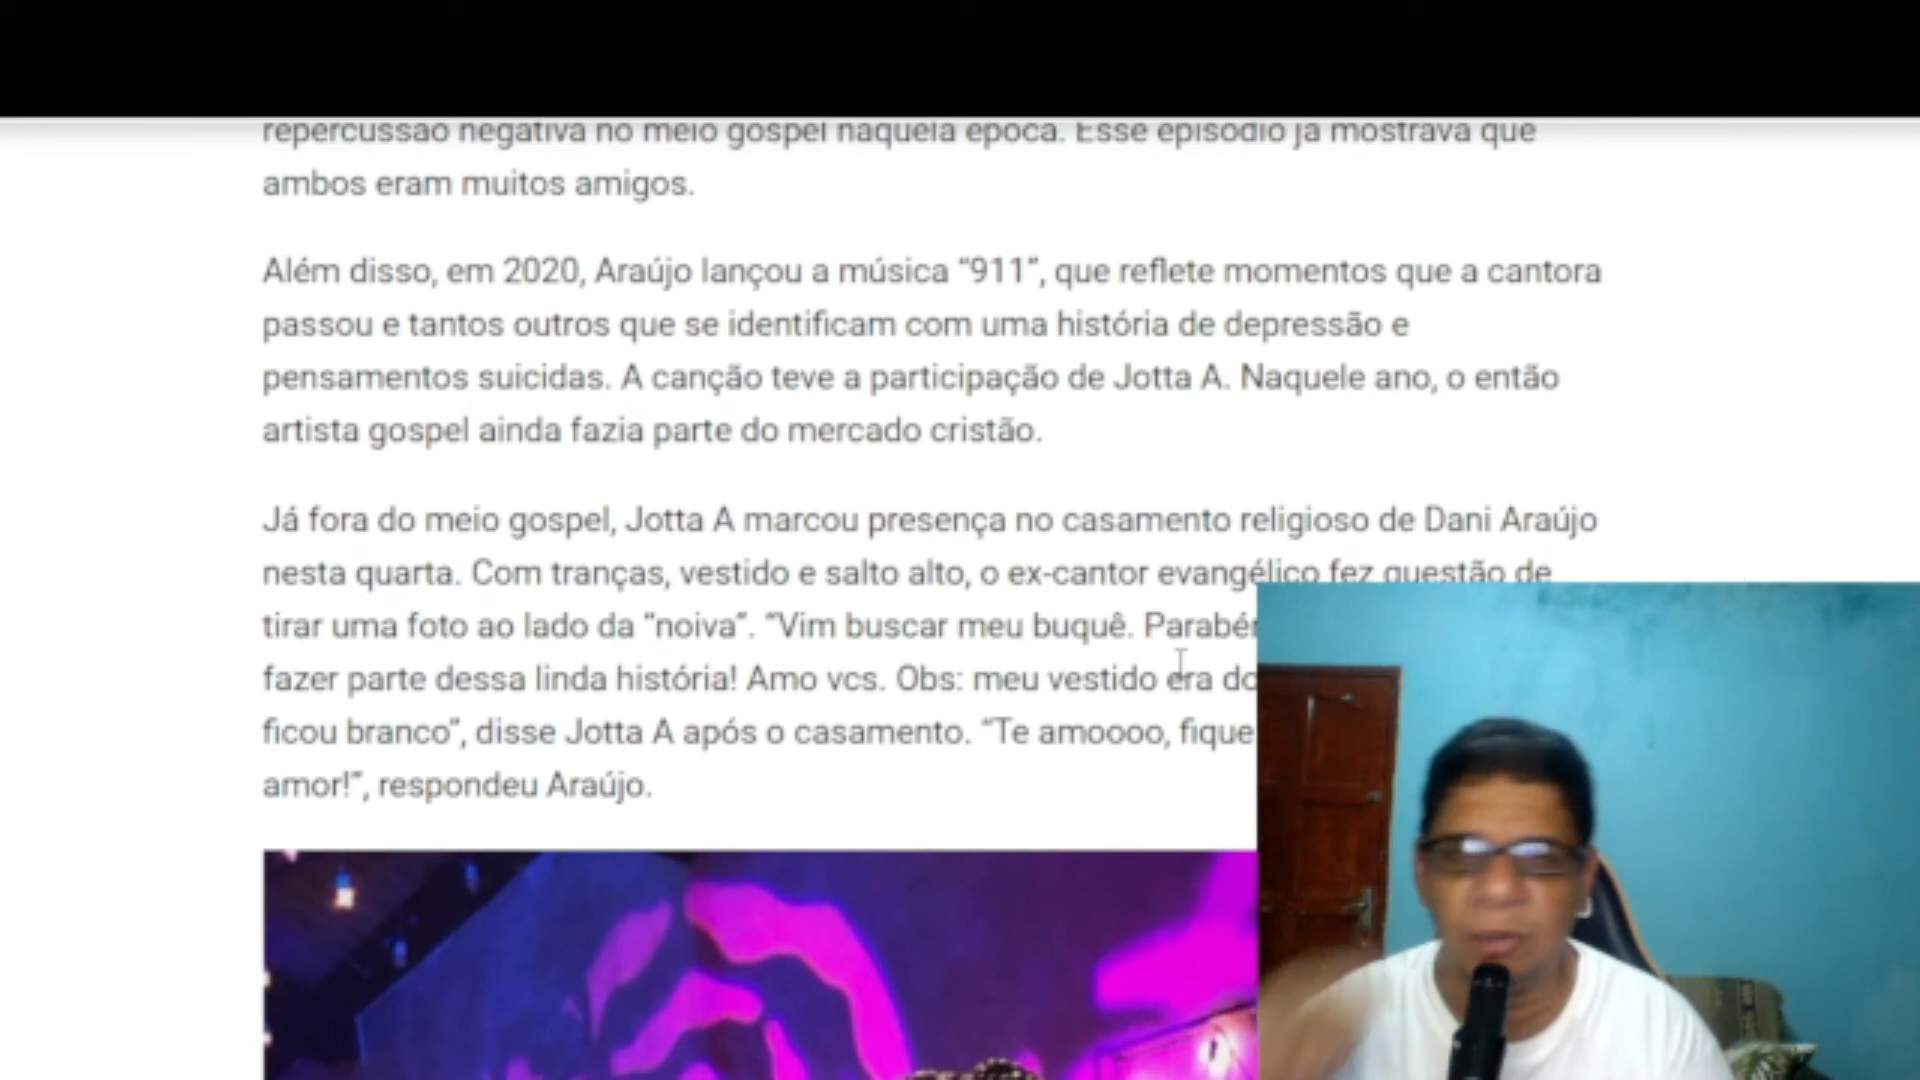 repercussão negativa no meio gospel naquela época. Esse episódio já mostrava que
ambos eram muitos amigos.
Além disso, em 2020, Araújo lançou a música “911”, que reflete momentos que a cantora
passou e tantos outros que se identificam com uma história de depressão e
pensamentos suicidas. A canção teve a participação de Jotta A. Naquele ano, o então
artista gospel ainda fazia parte do mercado cristão.
Já fora do meio gospel, Jotta A marcou presença no casamento religioso de Dani Araújo
nesta quarta. Com tranças, vestido e salto alto, o ex-cantor evangélico fez questão de
tirar uma foto ao lado da “noiva”. “Vim buscar meu buquê.
fazer parte dessa linda história! Amo vcs. Obs: meu vestido era
ficou branco”, disse Jotta A após o casamento. “Te amoooo, fique
amor!”, respondeu Araújo.